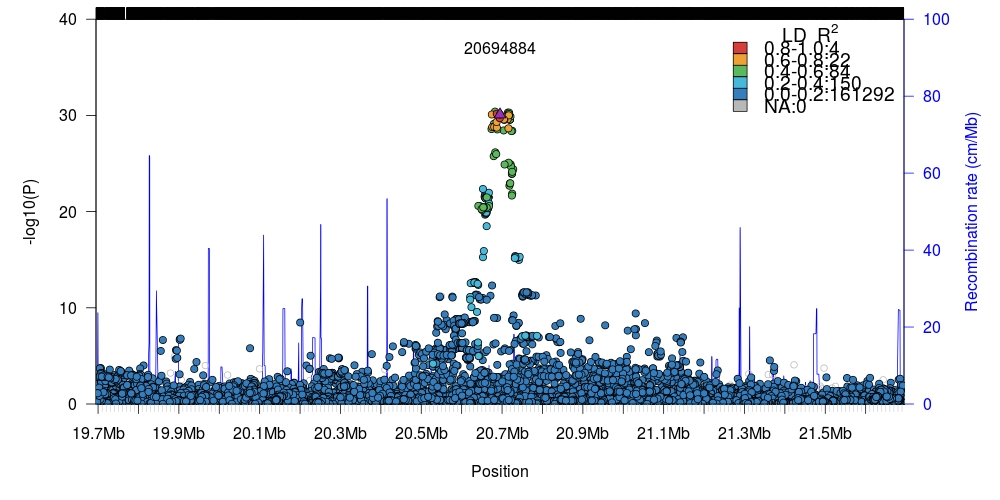 40
100
20694884
LD R2
0.8-1.0:4
0.6-0.8:22
0.4-0.6:84
0.2-0.4:150
0.0-0.2:161292
NA:0
30
80
60
20
40
10
20
0
0
-log10(P)
Recombination rate (cm/Mb)
19.7Mb 19.9Mb 20.1Mb 20.3Mb 20.5Mb 20.7Mb 20.9Mb 21.1Mb 21.3Mb 21.5Mb
Position